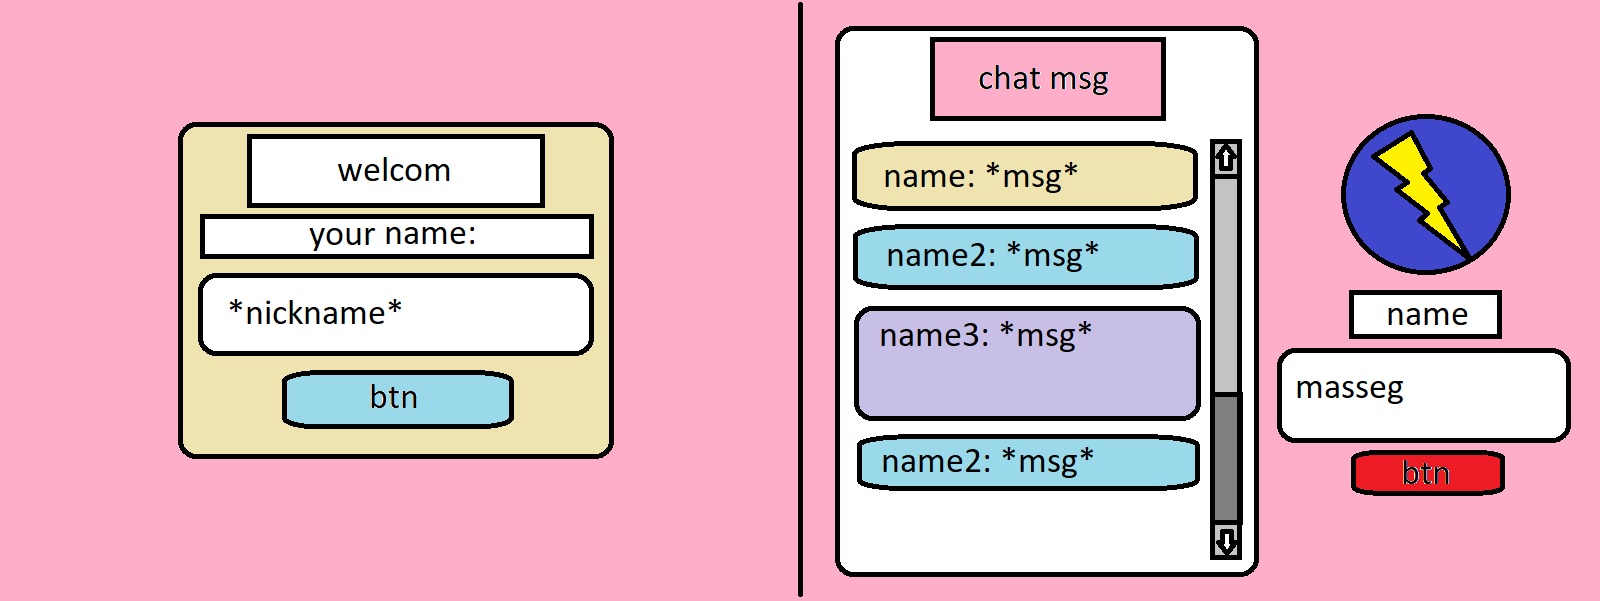 welcom
your name:
*nickname*
btn
chat msg
name: *msg*
name2: *msg*
name3: *msg*
name2: *msg*
name
masseg
btn